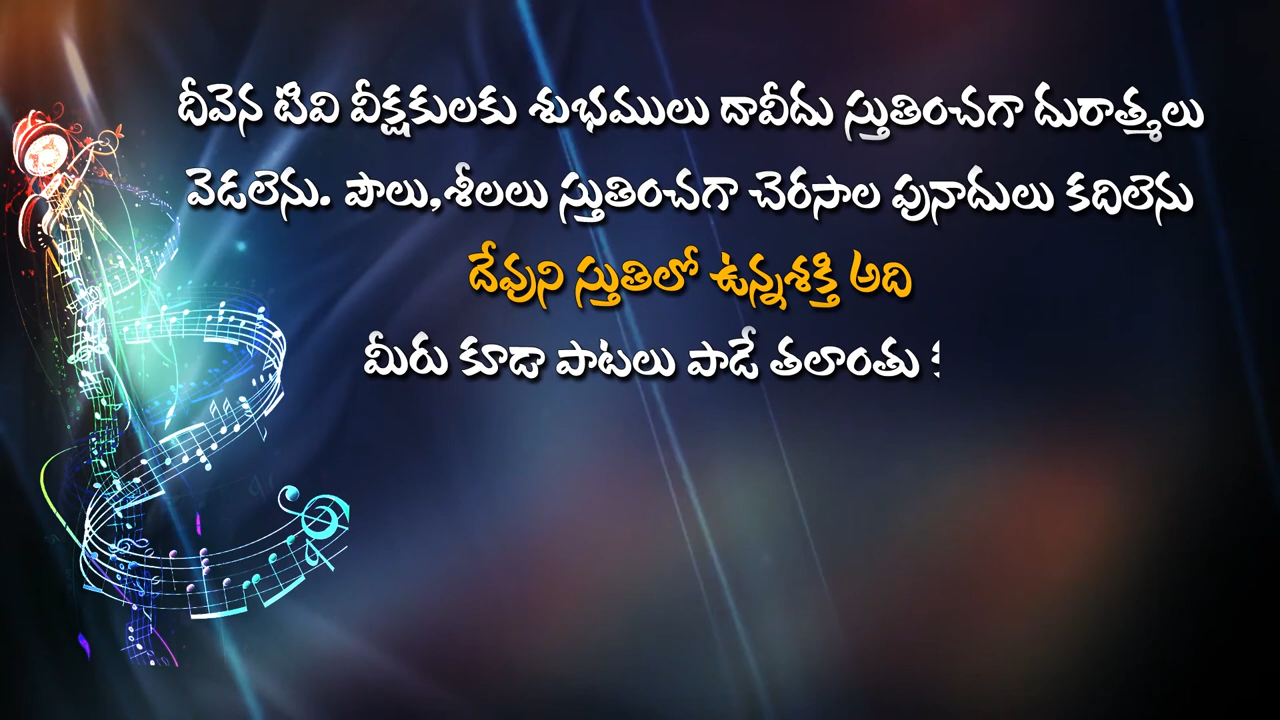 దీవెన టివి వీక్షకులకు శుభములు దావీదు స్తుతించగా దురాత్మలు
వెడలెను. పౌలు,శీలలు స్తుతించగా చెరసాల పునాదులు కదిలెను
దేవుని స్తుతిలో ఉన్నశక్తి అది
మీరు కూడా పాటలు పాడే తలాంతు